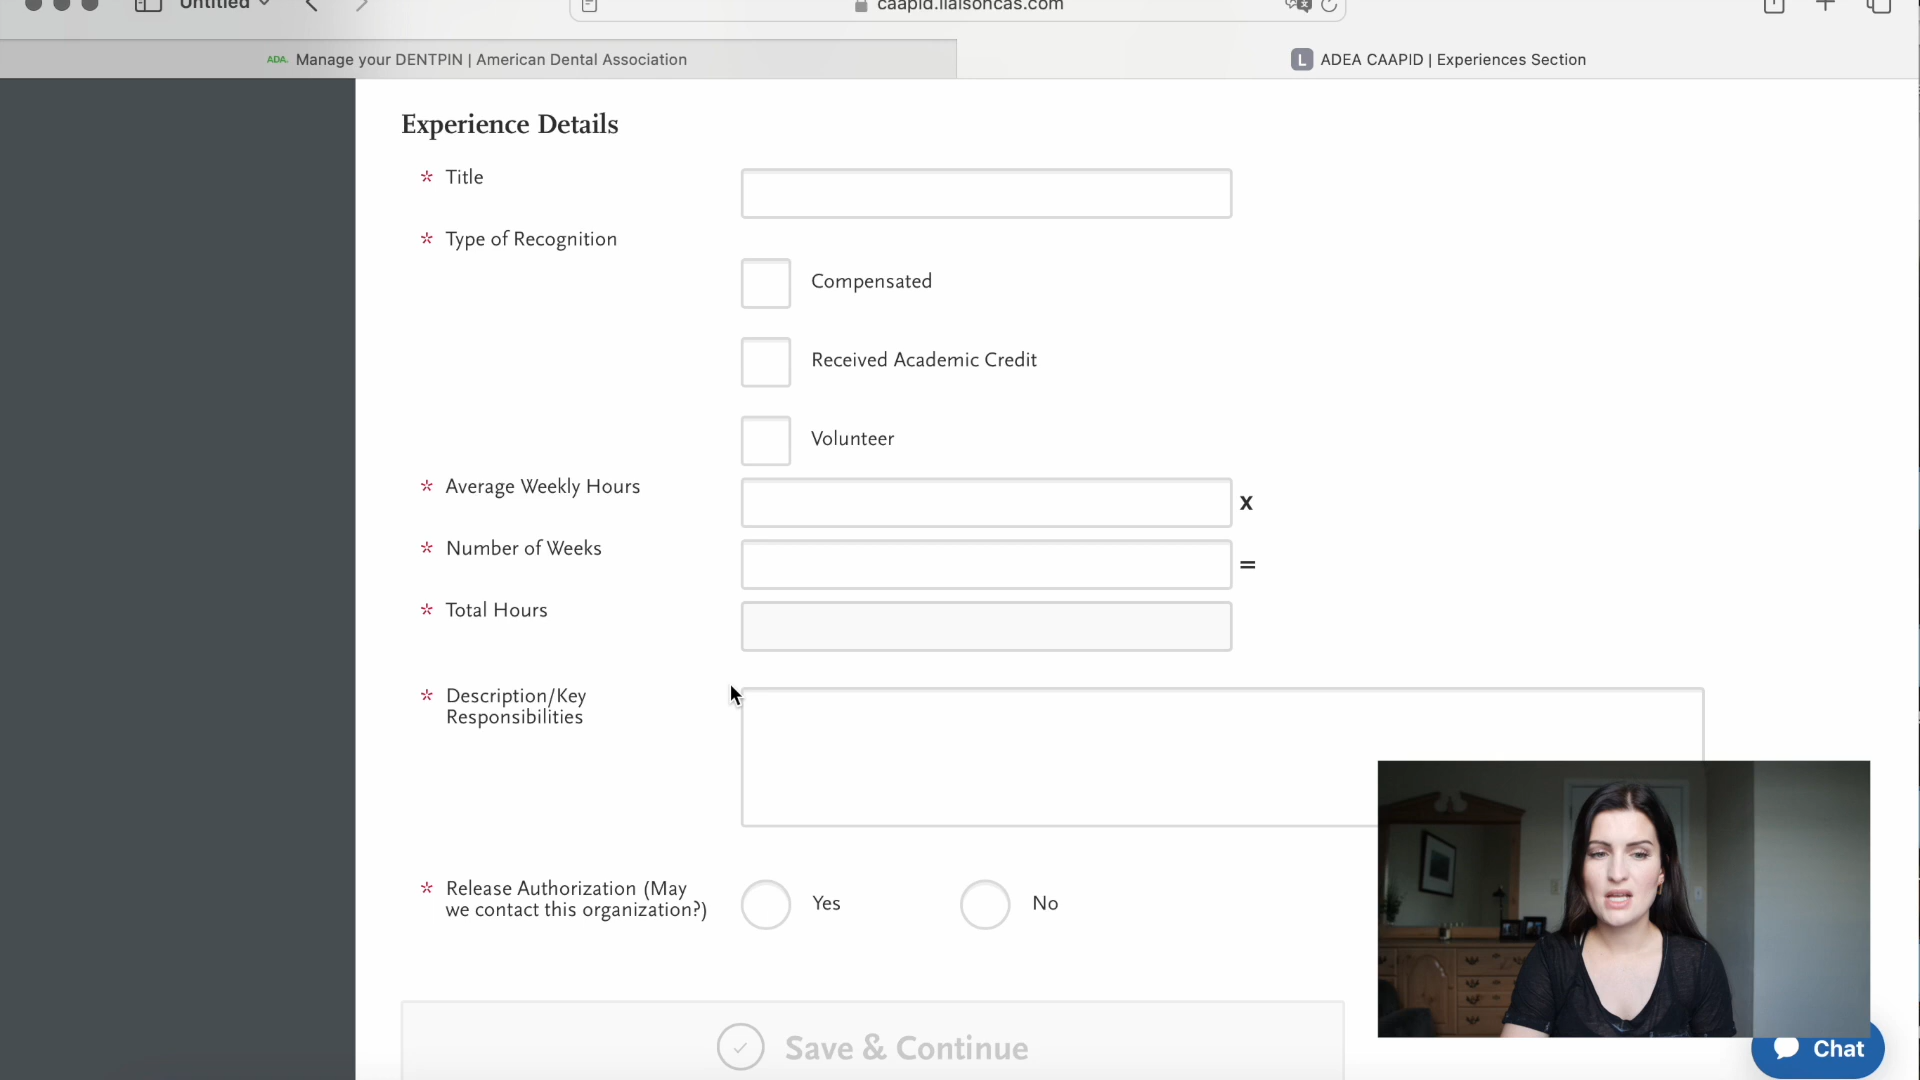 Untitled
caapid.liaisoncas.com
ADA. Manage your DENTPIN | American Dental Association
L ADEA CAAPID | Experiences Section
Experience Details
* Title
* Type of Recognition
Compensated
Received Academic Credit
Volunteer
* Average Weekly Hours
X
* Number of Weeks
=
* Total Hours
* Description/Key
Responsibilities
* Release Authorization (May
we contact this organization?)
Yes
No
Save & Continue
Chat